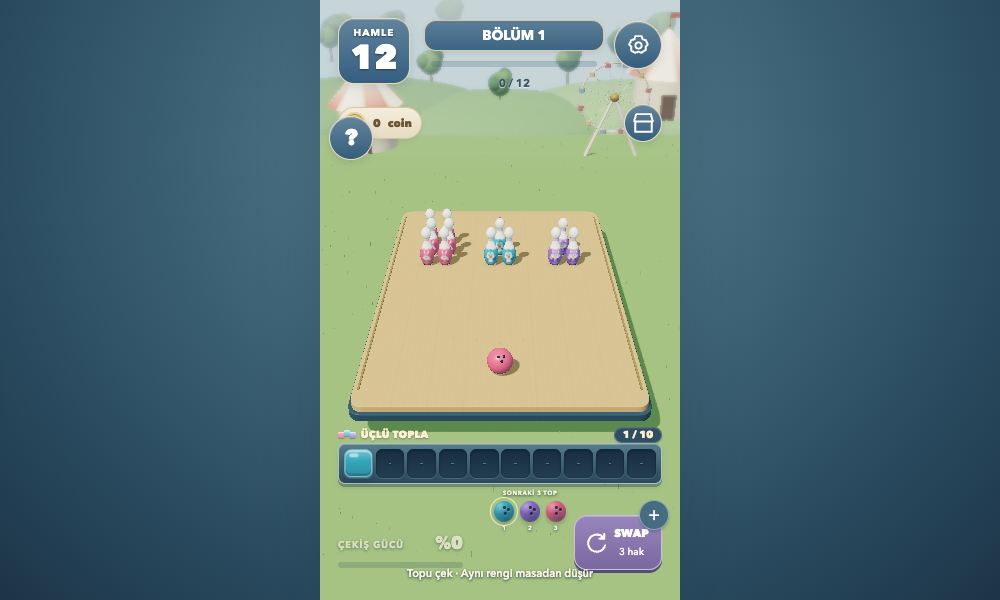 HAMLE
12
BÖLÜM 1
0/12
0 coin
?
ÜÇLÜ TOPLA
1 / 10
SONRAKİ 3 TOP
1 2 3
+
SWAP
3 hak
ÇEKİŞ GÜCÜ
%0
Topu çek · Aynı rengi masadan düşür